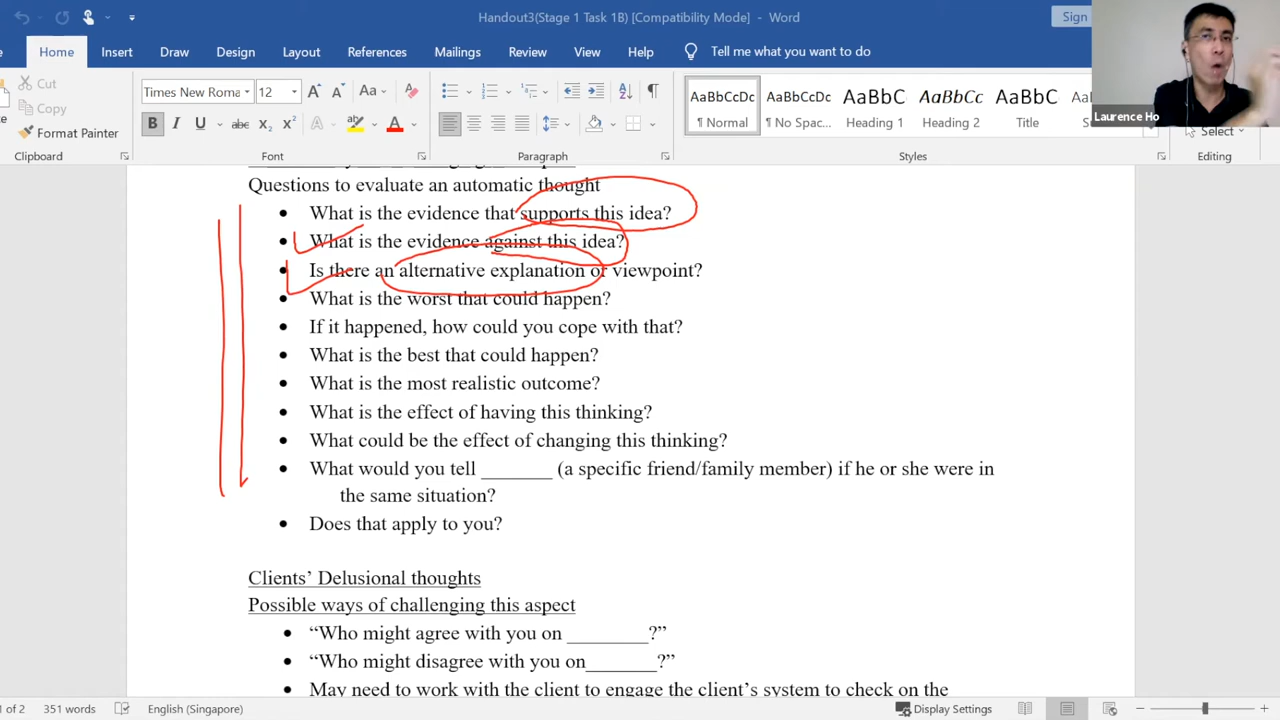 Handout3(Stage 1 Task 1B) [Compatibility Mode] - Word
Sign
Home Insert Draw Design Layout References Mailings Review View Help Tell me what you want to do
Cut
Copy
Format Painter
Clipboard
Times New Roma 12
B I U abc x₂ x²
Font
Paragraph
AaBbCcDc AaBbCcDc AaBbC AaBbCc AaBbC
¶ Normal ¶ No Spac... Heading 1 Heading 2 Title
Styles
Laurence Ho
Select
Editing
Questions to evaluate an automatic thought
• What is the evidence that supports this idea?
• What is the evidence against this idea?
• Is there an alternative explanation or viewpoint?
• What is the worst that could happen?
• If it happened, how could you cope with that?
• What is the best that could happen?
• What is the most realistic outcome?
• What is the effect of having this thinking?
• What could be the effect of changing this thinking?
• What would you tell _______ (a specific friend/family member) if he or she were in
the same situation?
• Does that apply to you?
Clients’ Delusional thoughts
Possible ways of challenging this aspect
• “Who might agree with you on ________?”
• “Who might disagree with you on_______?”
• May need to work with the client to engage the client’s system to check on the
1 of 2 351 words English (Singapore) Display Settings